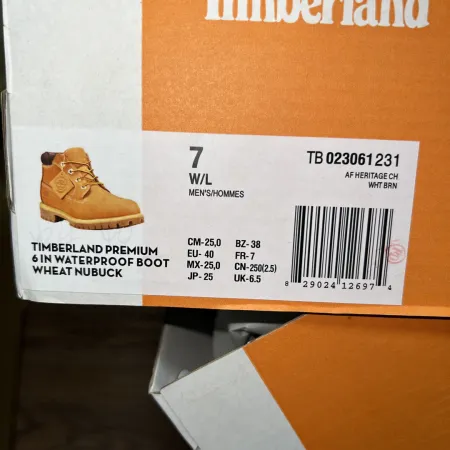 Timberland
7
W/L
MEN'S/HOMMES
TB 023061231
AF HERITAGE CH
WHT BRN
TIMBERLAND PREMIUM
6 IN WATERPROOF BOOT
WHEAT NUBUCK
CM-25,0 BZ- 38
EU- 40 FR- 7
MX-25,0 CN-250(2.5)
JP- 25 UK-6.5
8 29024 12697 4